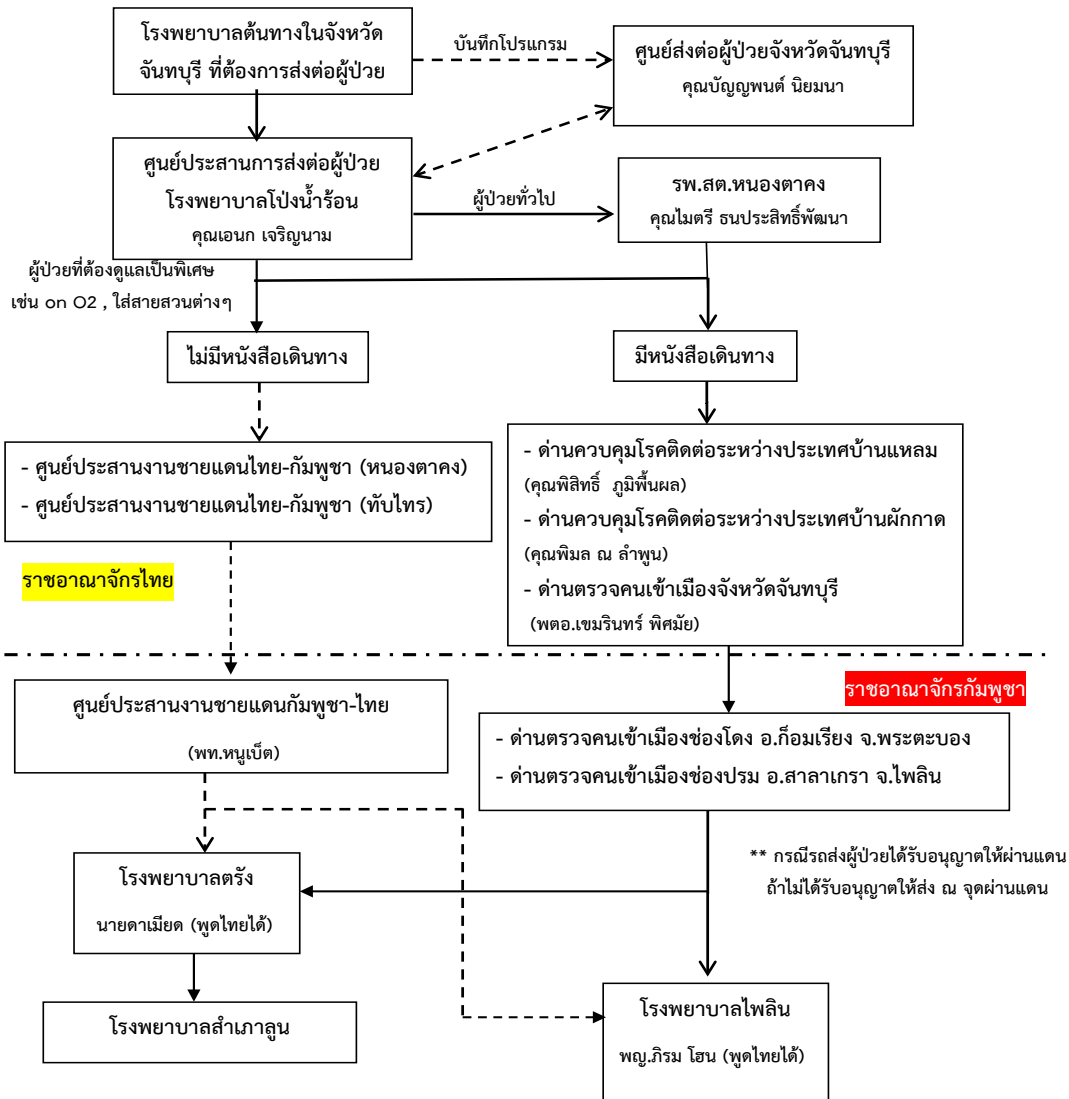 โรงพยาบาลต้นทางในจังหวัด
จันทบุรี ที่ต้องการส่งต่อผู้ป่วย
บันทึกโปรแกรม
ศูนย์ส่งต่อผู้ป่วยจังหวัดจันทบุรี
คุณบัญญพนต์ นิยมนา
ศูนย์ประสานการส่งต่อผู้ป่วย
โรงพยาบาลโป่งน้ำร้อน
คุณเอนก เจริญนาม
ผู้ป่วยทั่วไป
รพ.สต.หนองตาคง
คุณไมตรี ธนประสิทธิ์พัฒนา
ผู้ป่วยที่ต้องดูแลเป็นพิเศษ
เช่น on O2 , ใส่สายสวนต่างๆ
ไม่มีหนังสือเดินทาง
มีหนังสือเดินทาง
- ศูนย์ประสานงานชายแดนไทย-กัมพูชา (หนองตาคง)
- ศูนย์ประสานงานชายแดนไทย-กัมพูชา (ทับไทร)
- ด่านควบคุมโรคติดต่อระหว่างประเทศบ้านแหลม
(คุณพิสิทธิ์ ภูมิพื้นผล)
- ด่านควบคุมโรคติดต่อระหว่างประเทศบ้านผักกาด
(คุณพิมล ณ ลำพูน)
- ด่านตรวจคนเข้าเมืองจังหวัดจันทบุรี
(พตอ.เขมรินทร์ พิศมัย)
ราชอาณาจักรไทย
ราชอาณาจักรกัมพูชา
ศูนย์ประสานงานชายแดนกัมพูชา-ไทย
(พท.หนูเบ็ต)
- ด่านตรวจคนเข้าเมืองช่องโดง อ.ก็อมเรียง จ.พระตะบอง
- ด่านตรวจคนเข้าเมืองช่องปรม อ.สาลาเกรา จ.ไพลิน
** กรณีรถส่งผู้ป่วยได้รับอนุญาตให้ผ่านแดน
ถ้าไม่ได้รับอนุญาตให้ส่ง ณ จุดผ่านแดน
โรงพยาบาลตรัง
นายดาเมียด (พูดไทยได้)
โรงพยาบาลสำเภาลูน
โรงพยาบาลไพลิน
พญ.ภิรม โฮน (พูดไทยได้)